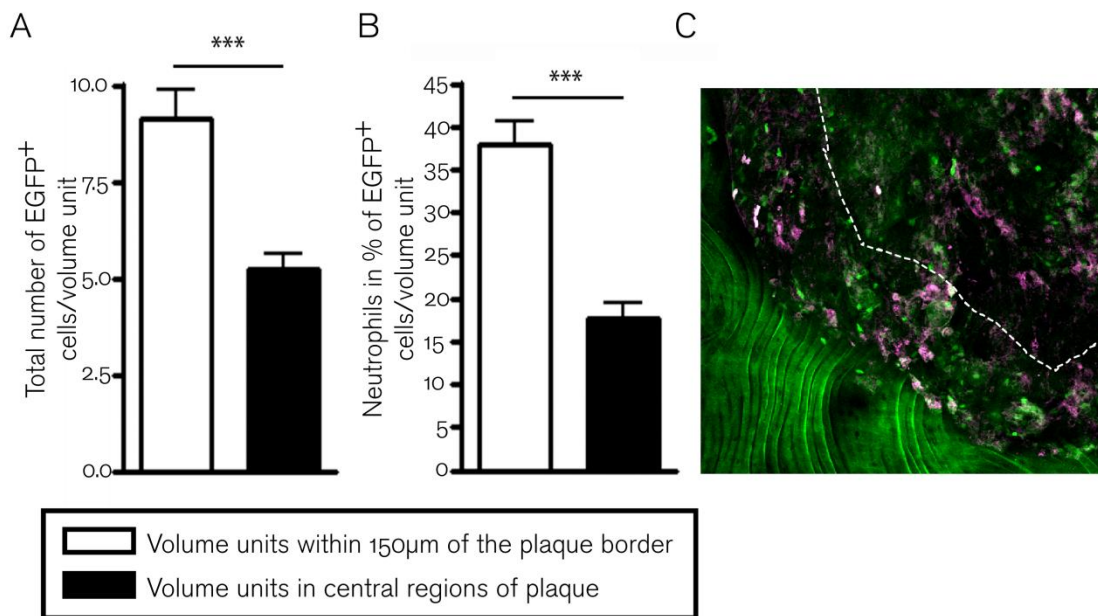 A
***
10.0
7.5
5.0
2.5
0.0
Total number of EGFP+
cells/volume unit
B
***
45
40
35
30
25
20
15
10
5
0
Neutrophils in % of EGFP+
cells/volume unit
C
Volume units within 150µm of the plaque border
Volume units in central regions of plaque